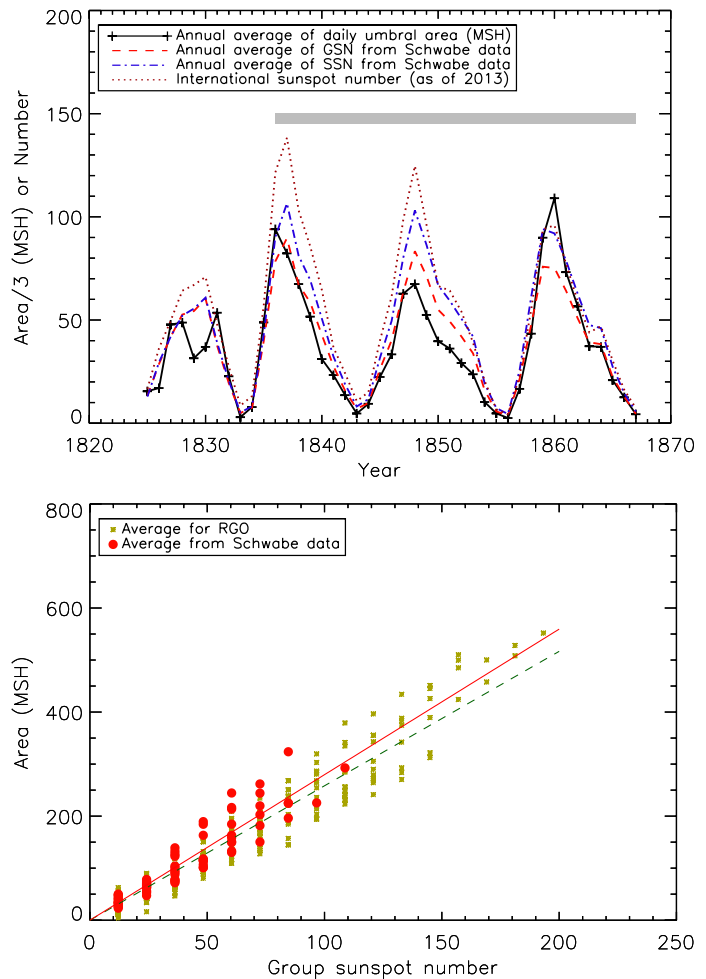 200
150
100
50
0
Area/3 (MSH) or Number
Annual average of daily umbral area (MSH)
Annual average of GSN from Schwabe data
Annual average of SSN from Schwabe data
International sunspot number (as of 2013)
1820 1830 1840 1850 1860 1870
Year
800
600
400
200
0
Area (MSH)
Average for RGO
Average from Schwabe data
0 50 100 150 200 250
Group sunspot number